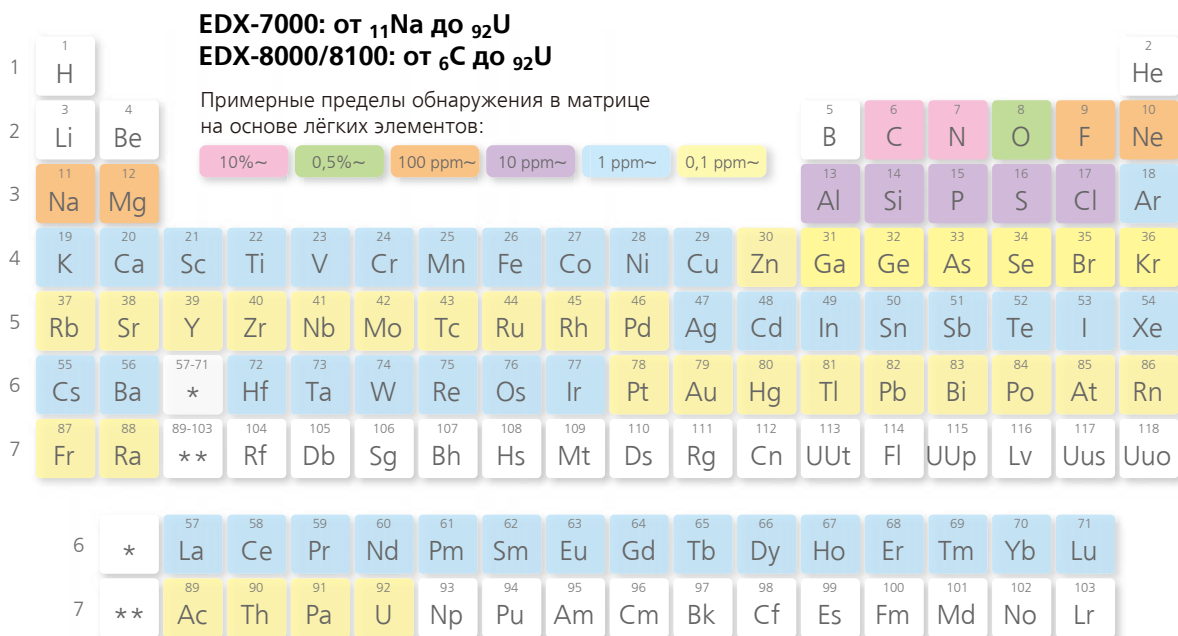 EDX-7000: от ₁₁Na до ₉₂U
EDX-8000/8100: от ₆C до ₉₂U
Примерные пределы обнаружения в матрице
на основе лёгких элементов:
10%~ 0,5%~ 100 ppm~ 10 ppm~ 1 ppm~ 0,1 ppm~
1 2
1 H He
3 4 5 6 7 8 9 10
2 Li Be B C N O F Ne
11 12 13 14 15 16 17 18
3 Na Mg Al Si P S Cl Ar
19 20 21 22 23 24 25 26 27 28 29 30 31 32 33 34 35 36
4 K Ca Sc Ti V Cr Mn Fe Co Ni Cu Zn Ga Ge As Se Br Kr
37 38 39 40 41 42 43 44 45 46 47 48 49 50 51 52 53 54
5 Rb Sr Y Zr Nb Mo Tc Ru Rh Pd Ag Cd In Sn Sb Te I Xe
55 56 57-71 72 73 74 75 76 77 78 79 80 81 82 83 84 85 86
6 Cs Ba * Hf Ta W Re Os Ir Pt Au Hg Tl Pb Bi Po At Rn
87 88 89-103 104 105 106 107 108 109 110 111 112 113 114 115 116 117 118
7 Fr Ra ** Rf Db Sg Bh Hs Mt Ds Rg Cn UUt Fl UUp Lv Uus Uuo
57 58 59 60 61 62 63 64 65 66 67 68 69 70 71
6 * La Ce Pr Nd Pm Sm Eu Gd Tb Dy Ho Er Tm Yb Lu
89 90 91 92 93 94 95 96 97 98 99 100 101 102 103
7 ** Ac Th Pa U Np Pu Am Cm Bk Cf Es Fm Md No Lr